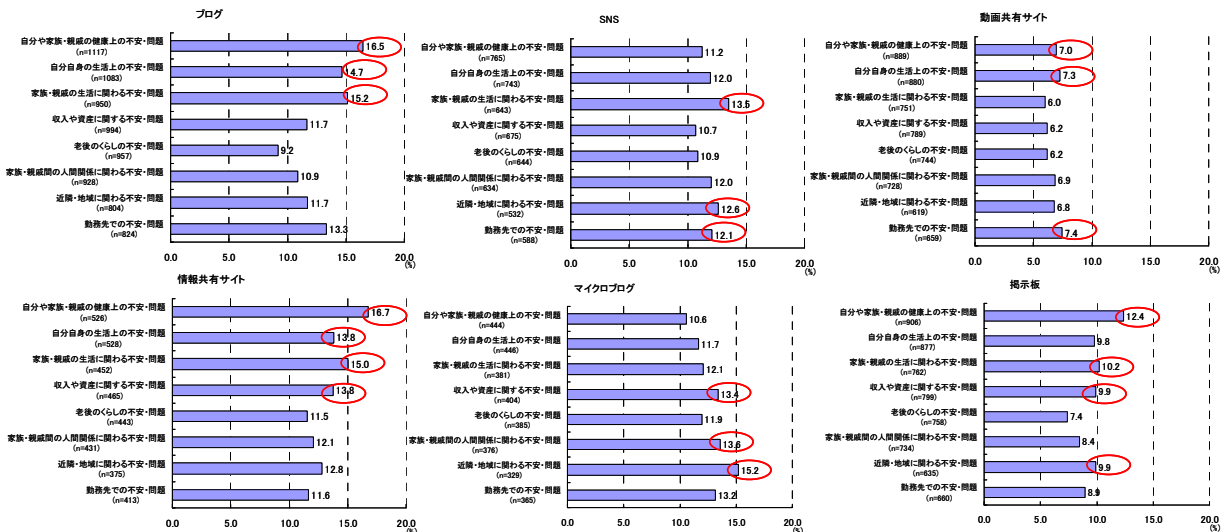 ブログ
自分や家族・親戚の健康上の不安・問題
(n=1117)
16.5
自分自身の生活上の不安・問題
(n=1083)
14.7
家族・親戚の生活に関わる不安・問題
(n=950)
15.2
収入や資産に関する不安・問題
(n=994)
11.7
老後のくらしの不安・問題
(n=957)
9.2
家族・親戚間の人間関係に関わる不安・問題
(n=928)
10.9
近隣・地域に関わる不安・問題
(n=804)
11.7
勤務先での不安・問題
(n=824)
13.3
0.0 5.0 10.0 15.0 20.0
(%)
SNS
自分や家族・親戚の健康上の不安・問題
(n=765)
11.2
自分自身の生活上の不安・問題
(n=743)
12.0
家族・親戚の生活に関わる不安・問題
(n=643)
13.5
収入や資産に関する不安・問題
(n=675)
10.7
老後のくらしの不安・問題
(n=644)
10.9
家族・親戚間の人間関係に関わる不安・問題
(n=634)
12.0
近隣・地域に関わる不安・問題
(n=532)
12.6
勤務先での不安・問題
(n=588)
12.1
0.0 5.0 10.0 15.0 20.0
(%)
動画共有サイト
自分や家族・親戚の健康上の不安・問題
(n=889)
7.0
自分自身の生活上の不安・問題
(n=880)
7.3
家族・親戚の生活に関わる不安・問題
(n=751)
6.0
収入や資産に関する不安・問題
(n=789)
6.2
老後のくらしの不安・問題
(n=744)
6.2
家族・親戚間の人間関係に関わる不安・問題
(n=728)
6.9
近隣・地域に関わる不安・問題
(n=619)
6.8
勤務先での不安・問題
(n=659)
7.4
0.0 5.0 10.0 15.0 20.0
(%)
情報共有サイト
自分や家族・親戚の健康上の不安・問題
(n=526)
16.7
自分自身の生活上の不安・問題
(n=528)
13.8
家族・親戚の生活に関わる不安・問題
(n=452)
15.0
収入や資産に関する不安・問題
(n=465)
13.8
老後のくらしの不安・問題
(n=443)
11.5
家族・親戚間の人間関係に関わる不安・問題
(n=431)
12.1
近隣・地域に関わる不安・問題
(n=375)
12.8
勤務先での不安・問題
(n=413)
11.6
0.0 5.0 10.0 15.0 20.0
(%)
マイクロブログ
自分や家族・親戚の健康上の不安・問題
(n=444)
10.6
自分自身の生活上の不安・問題
(n=446)
11.7
家族・親戚の生活に関わる不安・問題
(n=381)
12.1
収入や資産に関する不安・問題
(n=404)
13.4
老後のくらしの不安・問題
(n=385)
11.9
家族・親戚間の人間関係に関わる不安・問題
(n=376)
13.6
近隣・地域に関わる不安・問題
(n=329)
15.2
勤務先での不安・問題
(n=365)
13.2
0.0 5.0 10.0 15.0 20.0
(%)
掲示板
自分や家族・親戚の健康上の不安・問題
(n=906)
12.4
自分自身の生活上の不安・問題
(n=877)
9.8
家族・親戚の生活に関わる不安・問題
(n=762)
10.2
収入や資産に関する不安・問題
(n=799)
9.9
老後のくらしの不安・問題
(n=758)
7.4
家族・親戚間の人間関係に関わる不安・問題
(n=734)
8.4
近隣・地域に関わる不安・問題
(n=635)
9.9
勤務先での不安・問題
(n=660)
8.9
0.0 5.0 10.0 15.0 20.0
(%)